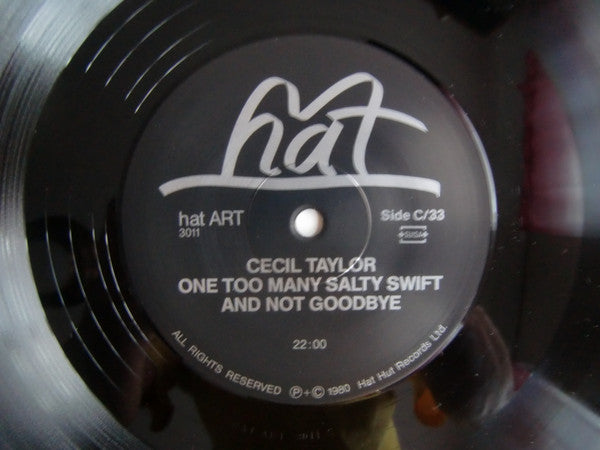 hat
hat ART
3011
Side C/33
SUISA
CECIL TAYLOR
ONE TOO MANY SALTY SWIFT
AND NOT GOODBYE
22:00
ALL RIGHTS RESERVED Ⓟ+© 1980 Hat Hut Records Ltd.